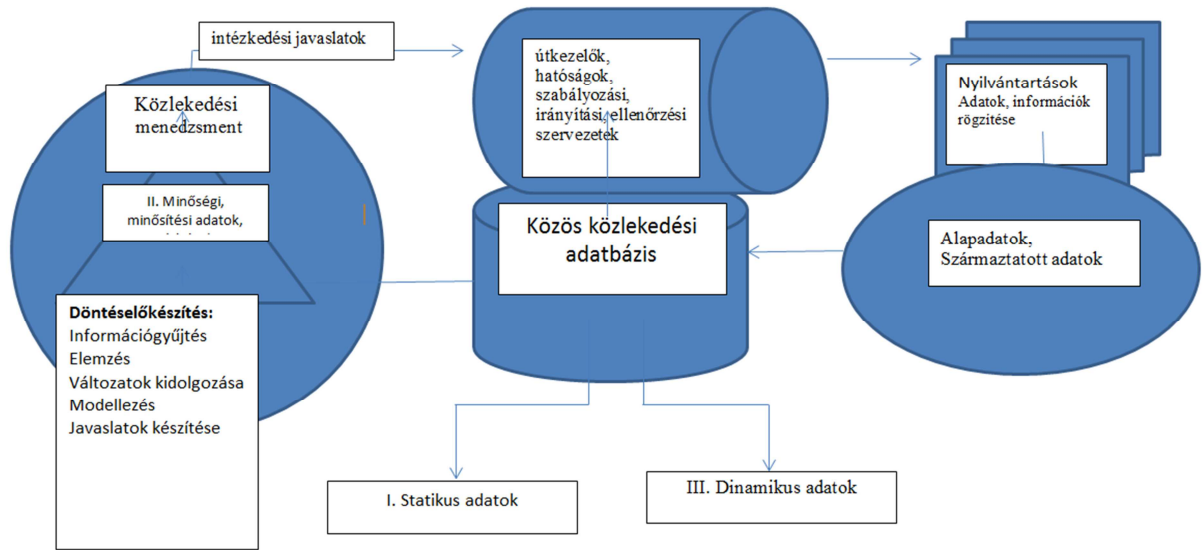 intézkedési javaslatok
útkezelők,
hatóságok,
szabályozási,
irányítási, ellenőrzési
szervezetek
Nyilvántartások
Adatok, információk
rögzitése
Közlekedési
menedzsment
II. Minőségi,
minősítési adatok,
Közös közlekedési
adatbázis
Alapadatok,
Származtatott adatok
Döntéselőkészítés:
Információgyűjtés
Elemzés
Változatok kidolgozása
Modellezés
Javaslatok készítése
I. Statikus adatok
III. Dinamikus adatok